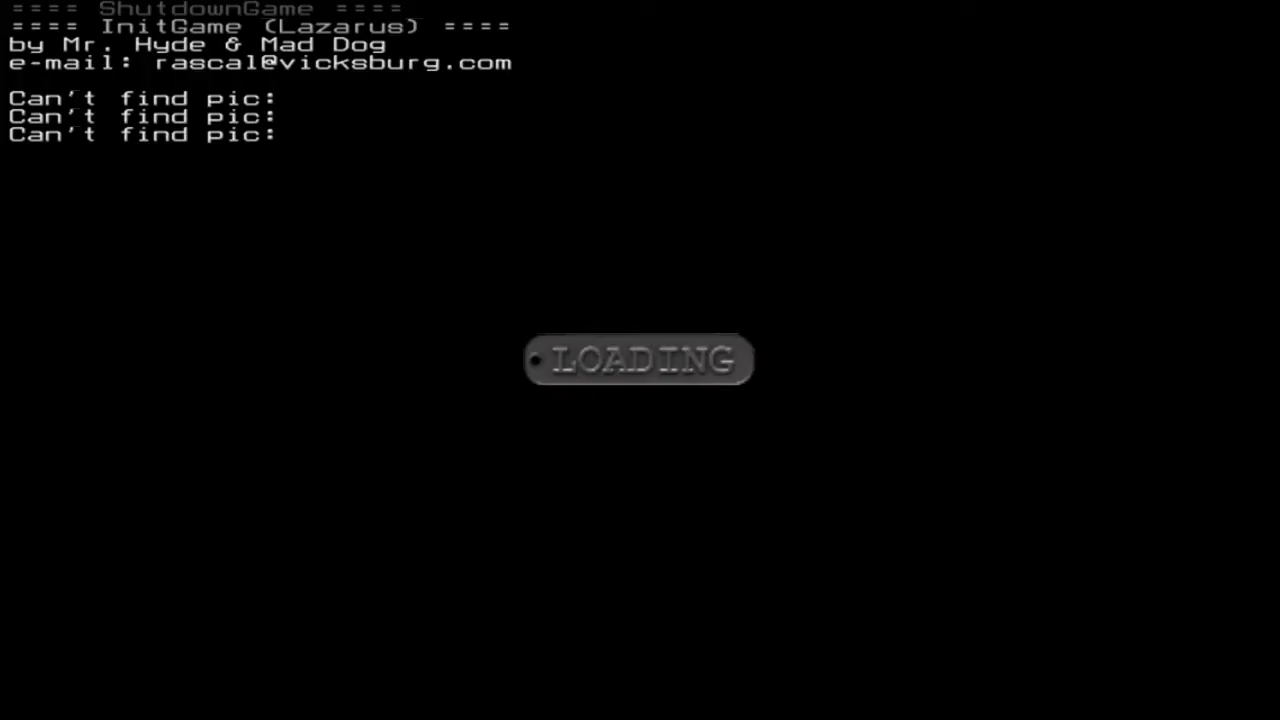 ==== ShutdownGame ====
==== InitGame (Lazarus) ====
by Mr. Hyde & Mad Dog
e-mail: rascal@vicksburg.com
Can't find pic:
Can't find pic:
Can't find pic:
LOADING